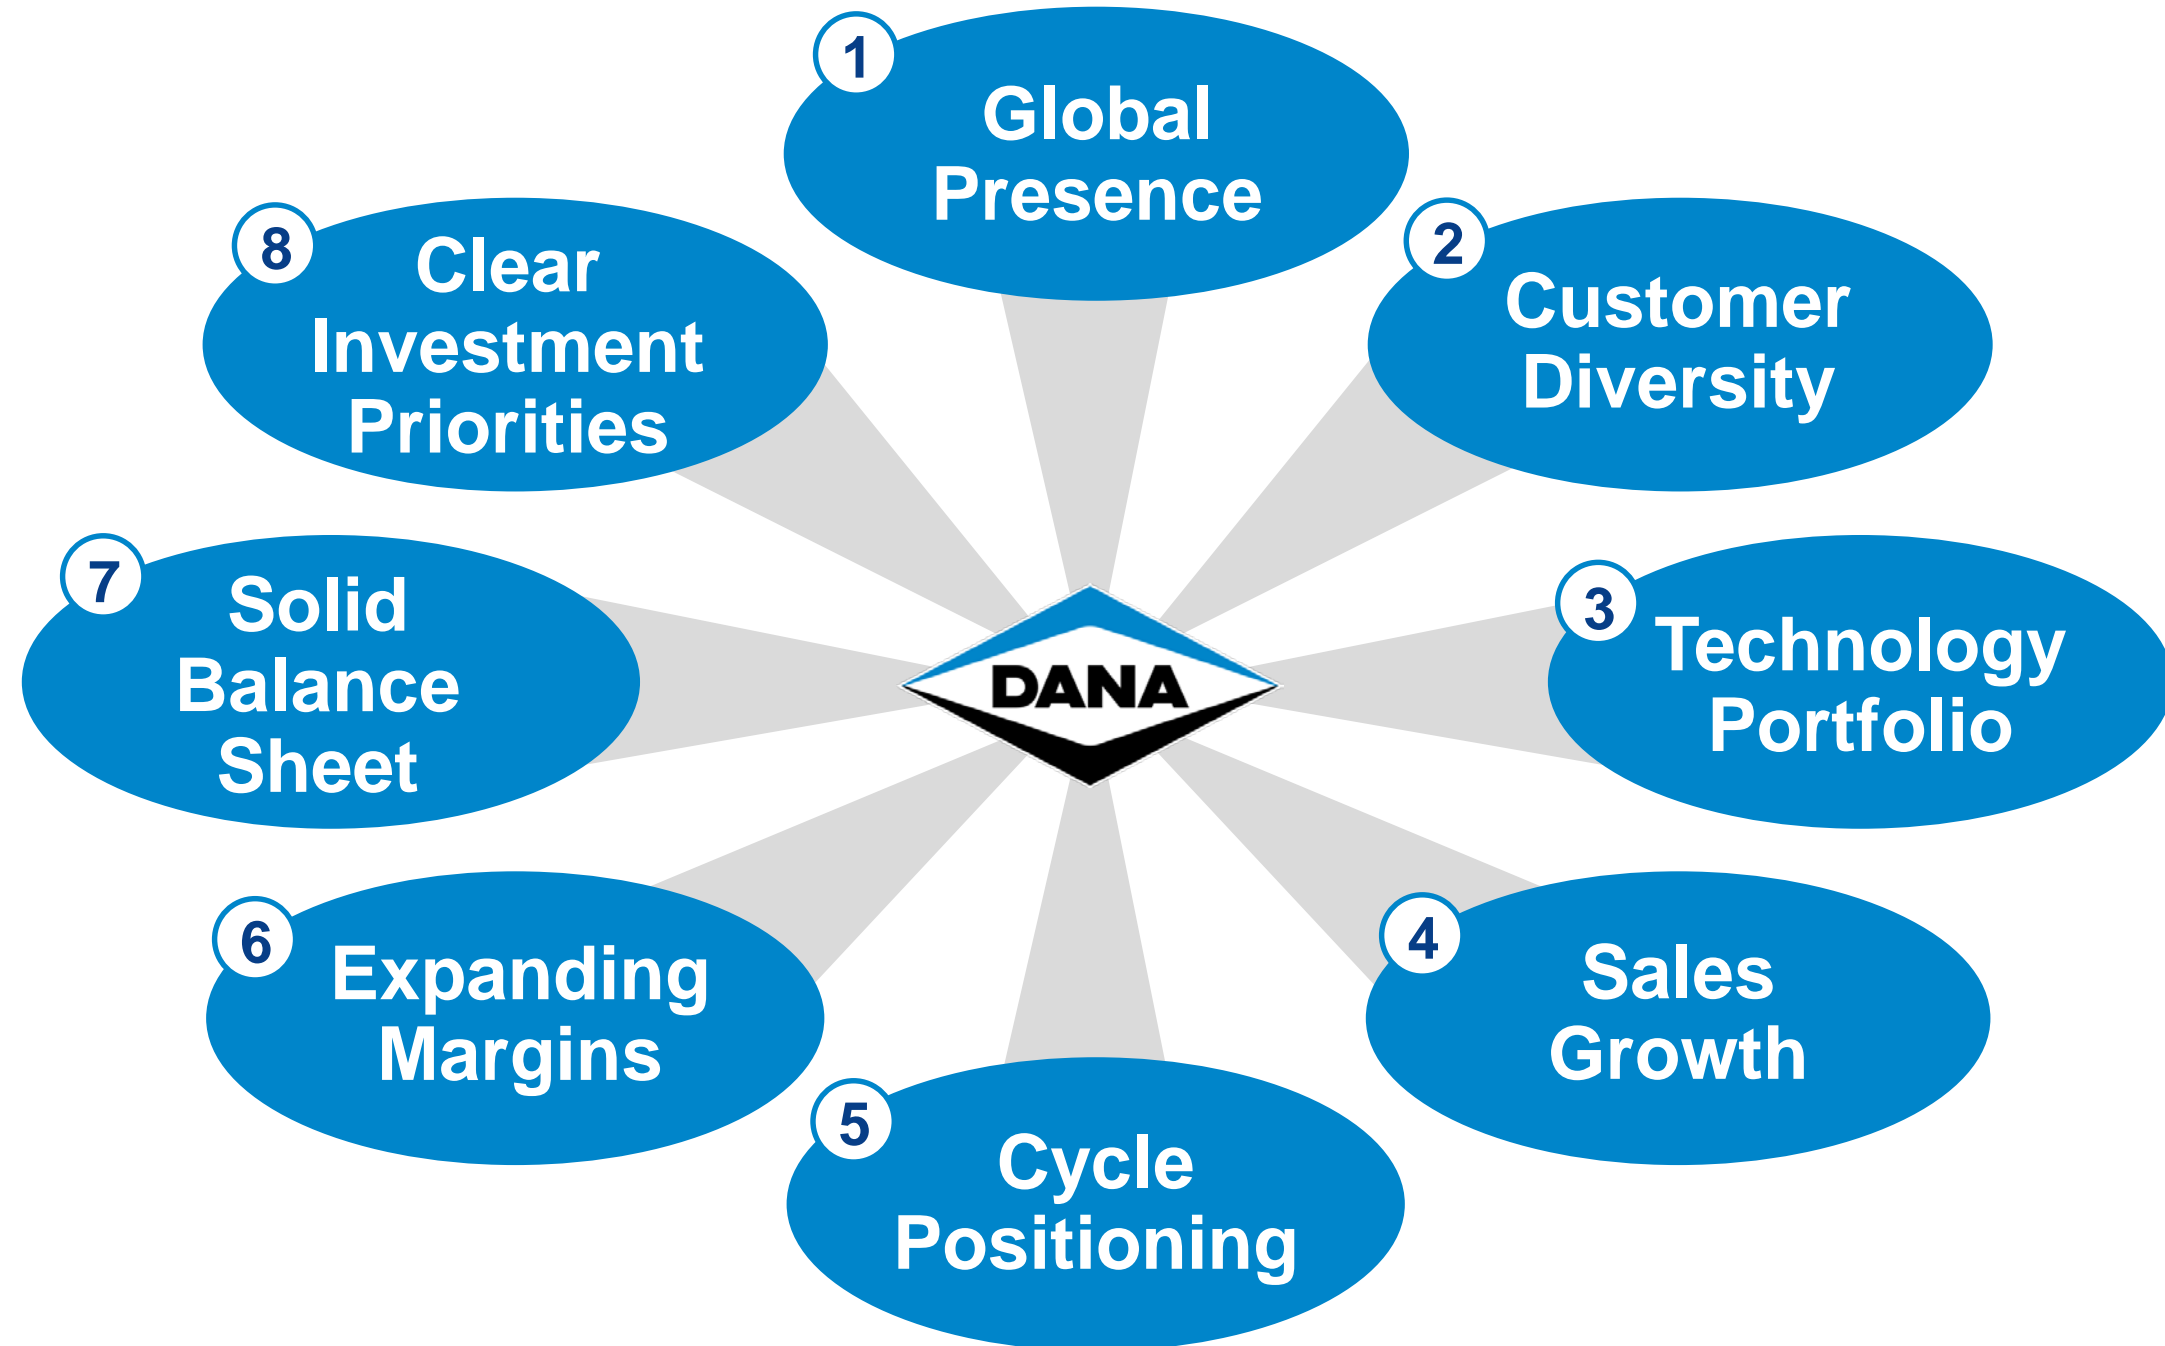 1
Global
Presence
2
Customer
Diversity
3
Technology
Portfolio
4
Sales
Growth
5
Cycle
Positioning
6
Expanding
Margins
7
Solid
Balance
Sheet
8
Clear
Investment
Priorities
DANA